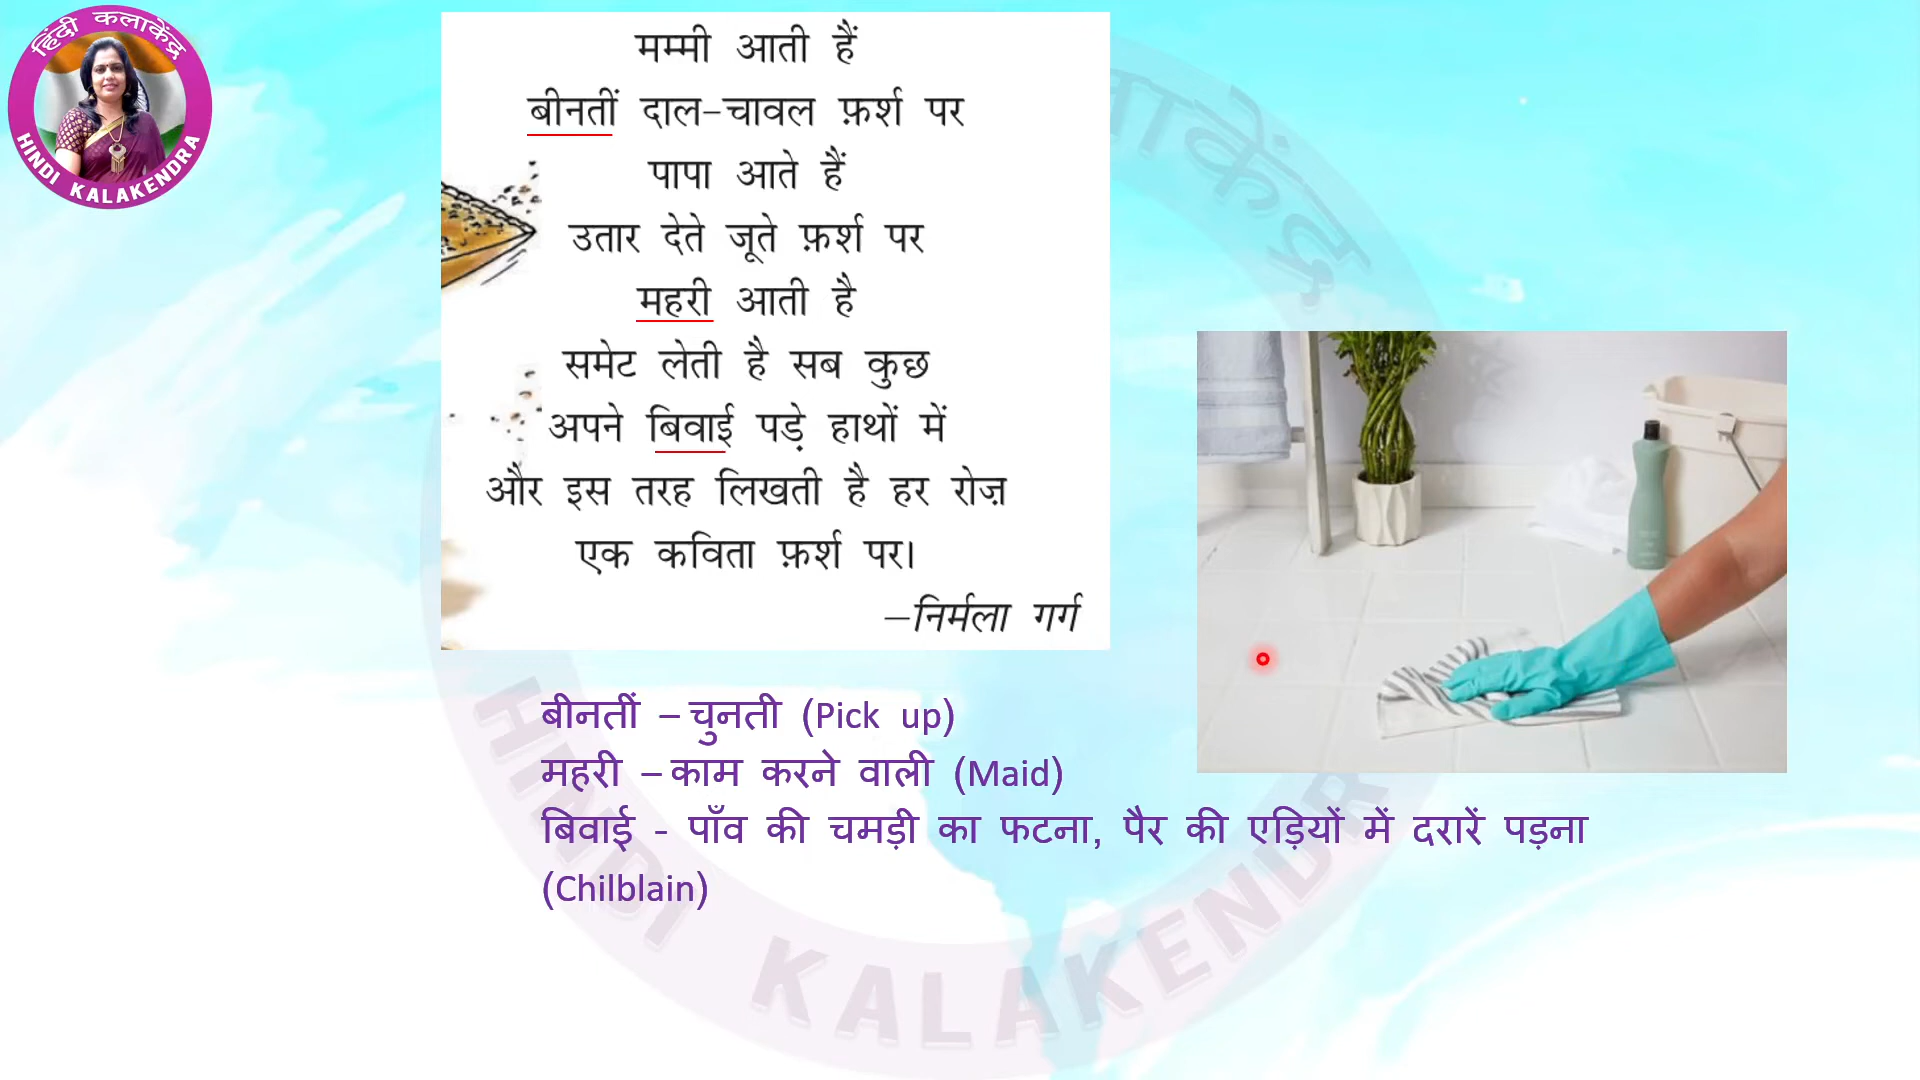 हिंदी कलाकेंद्र
HINDI KALAKENDRA
मम्मी आती हैं
बीनतीं दाल-चावल फ़र्श पर
पापा आते हैं
उतार देते जूते फ़र्श पर
महरी आती है
समेट लेती है सब कुछ
अपने बिवाई पड़े हाथों में
और इस तरह लिखती है हर रोज़
एक कविता फ़र्श पर।
–निर्मला गर्ग
बीनतीं – चुनती (Pick up)
महरी – काम करने वाली (Maid)
बिवाई - पाँव की चमड़ी का फटना, पैर की एड़ियों में दरारें पड़ना
(Chilblain)
लाकेंद्र
HINDI KALAKENDR